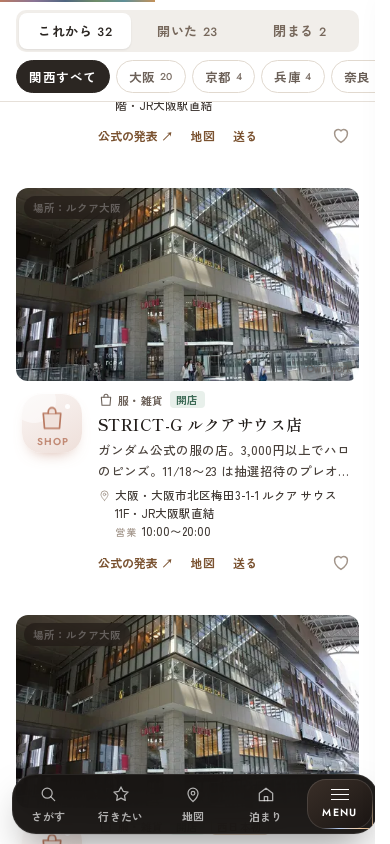 これから 32
開いた 23
閉まる 2
関西すべて
大阪 20
京都 4
兵庫 4
奈良
階・JR大阪駅直結
公式の発表 ↗ 地図 送る
場所：ルクア大阪
服・雑貨 開店
SHOP
STRICT-G ルクアサウス店
ガンダム公式の服の店。3,000円以上でハロ
のピンズ。11/18〜23 は抽選招待のプレオ…
大阪・大阪市北区梅田3-1-1 ルクア サウス
11F・JR大阪駅直結
営業 10:00〜20:00
公式の発表 ↗ 地図 送る
場所：ルクア大阪
さがす
行きたい
地図
泊まり
MENU